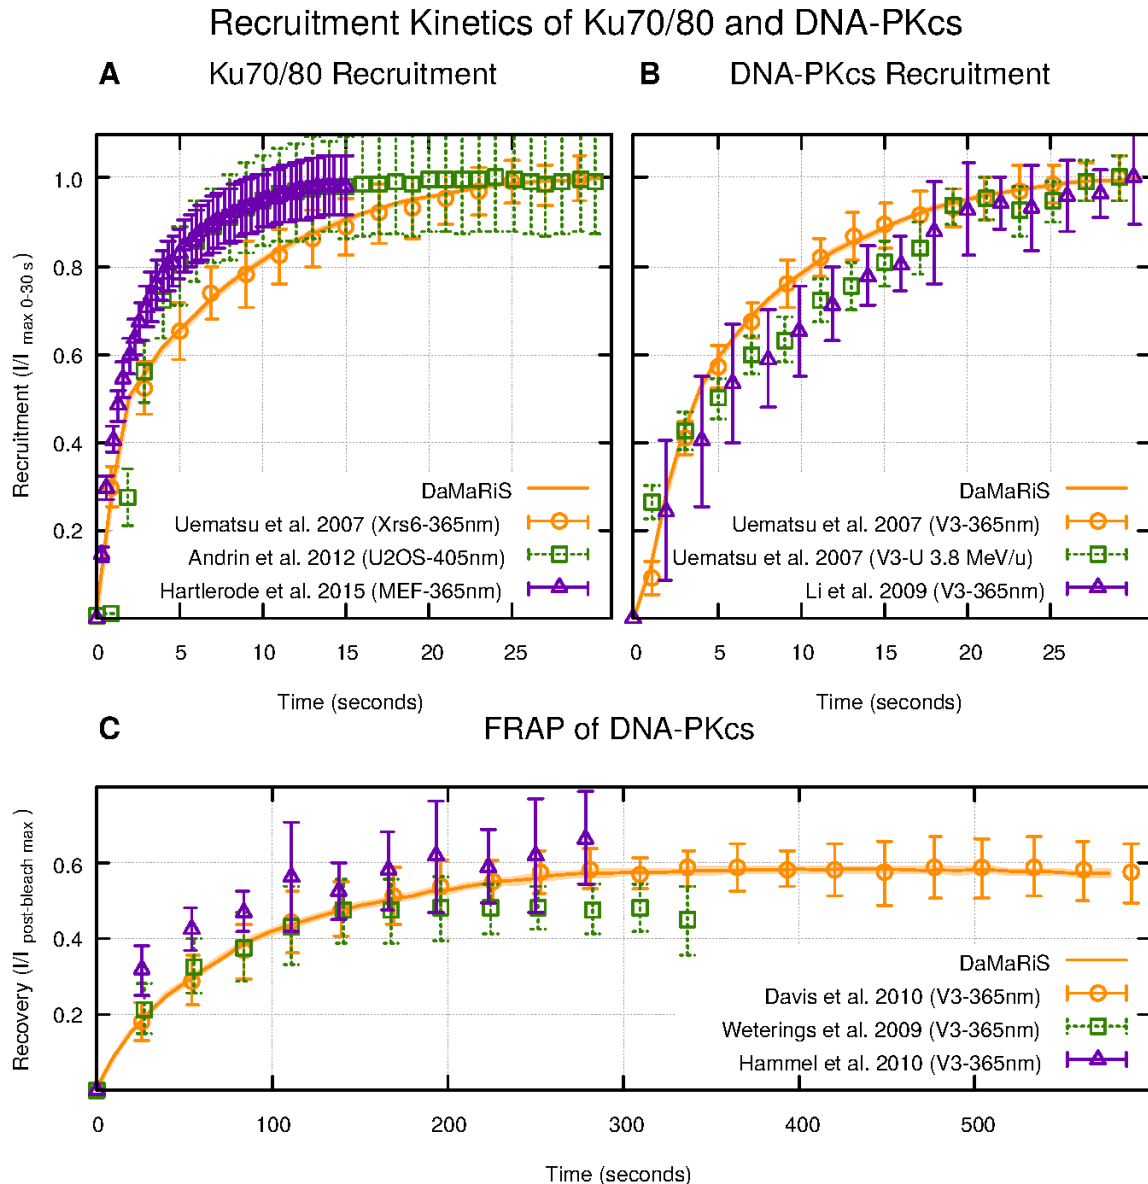 Recruitment Kinetics of Ku70/80 and DNA-PKcs
A Ku70/80 Recruitment
B DNA-PKcs Recruitment
Recruitment (I/I max 0-30 s)
1.0
0.8
0.6
0.4
0.2
DaMaRiS
Uematsu et al. 2007 (Xrs6-365nm)
Andrin et al. 2012 (U2OS-405nm)
Hartlerode et al. 2015 (MEF-365nm)
0 5 10 15 20 25
Time (seconds)
DaMaRiS
Uematsu et al. 2007 (V3-365nm)
Uematsu et al. 2007 (V3-U 3.8 MeV/u)
Li et al. 2009 (V3-365nm)
0 5 10 15 20 25
Time (seconds)
C FRAP of DNA-PKcs
Recovery (I/I post-bleach max )
0.6
0.4
0.2
DaMaRiS
Davis et al. 2010 (V3-365nm)
Weterings et al. 2009 (V3-365nm)
Hammel et al. 2010 (V3-365nm)
0 100 200 300 400 500
Time (seconds)